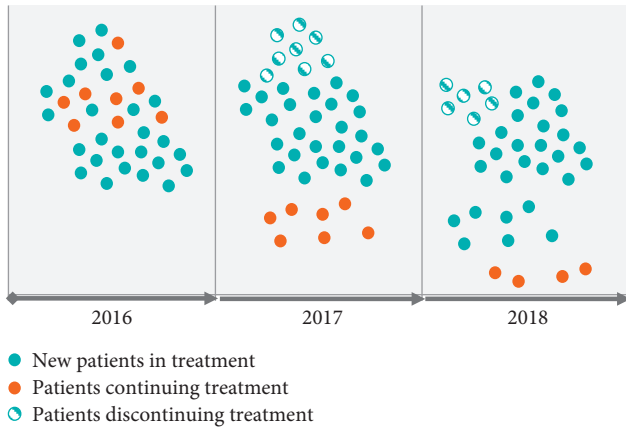 2016 2017 2018
New patients in treatment
Patients continuing treatment
Patients discontinuing treatment